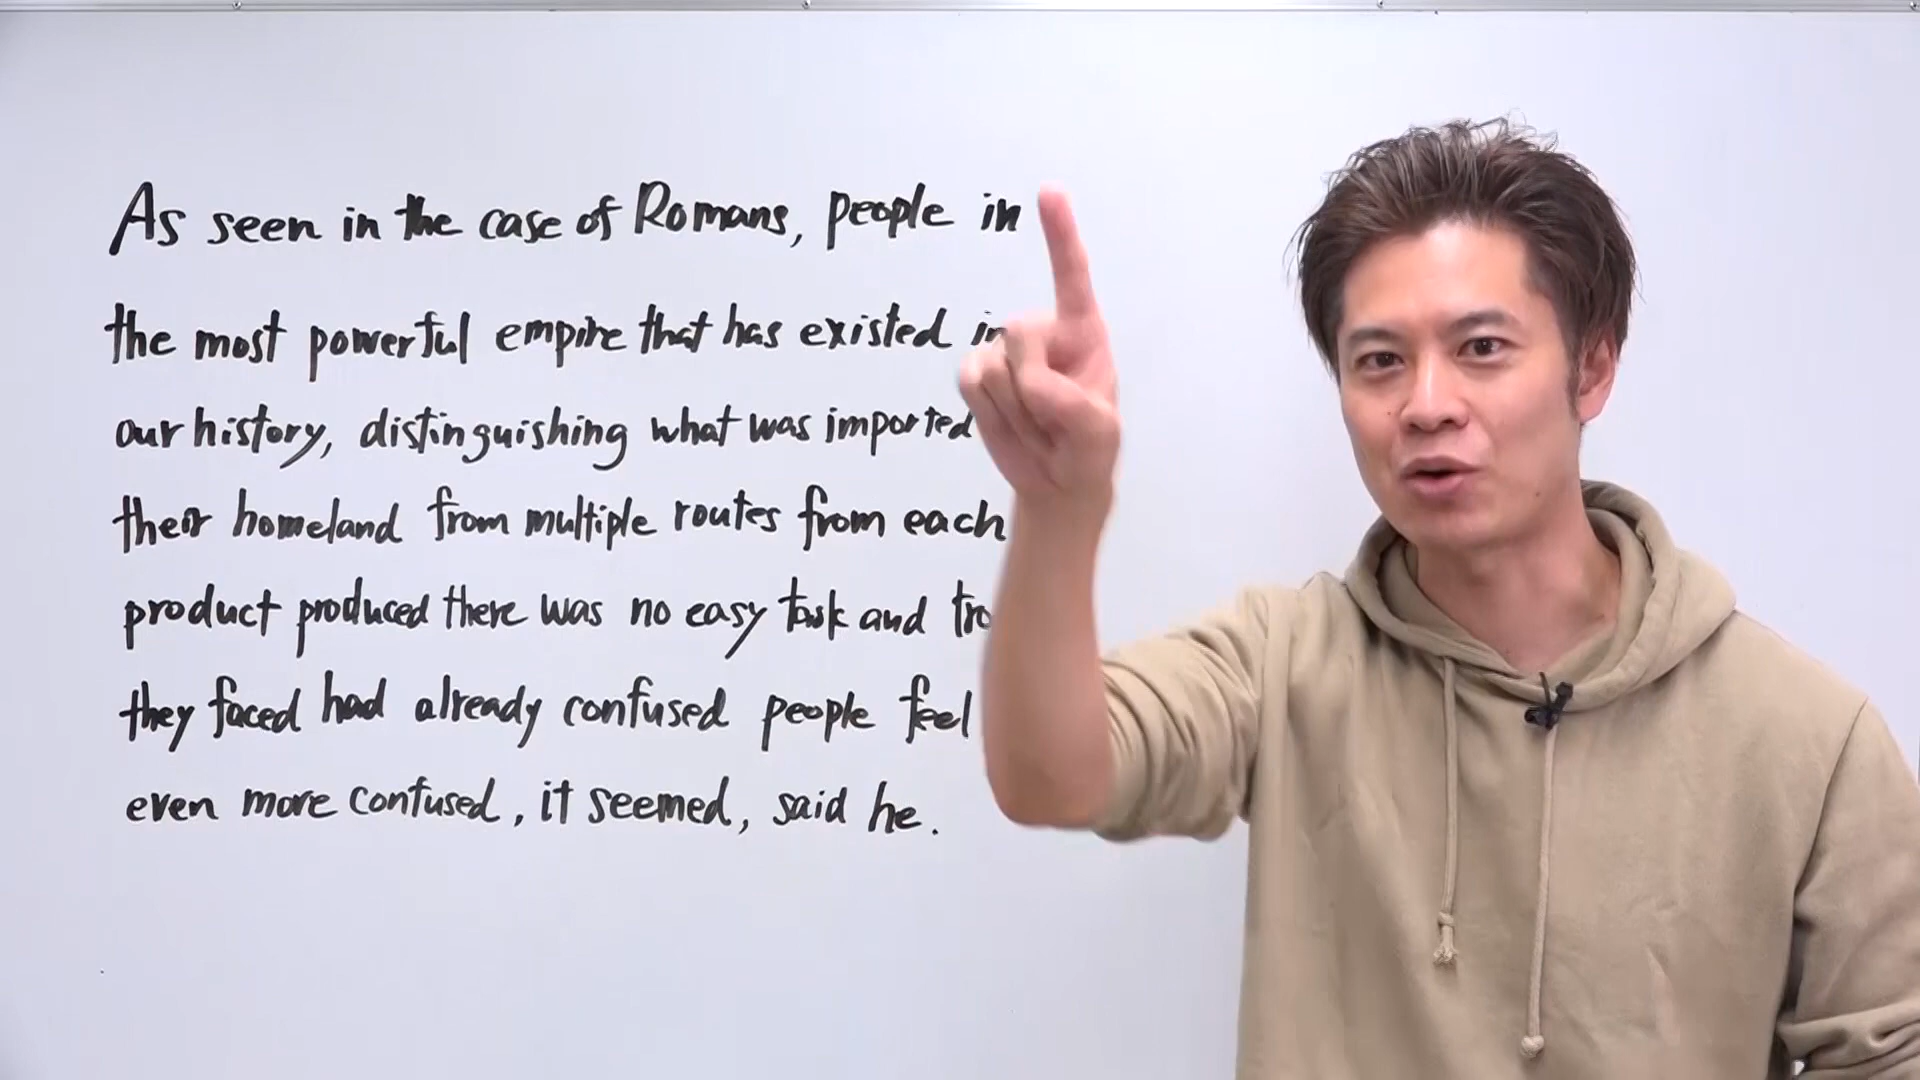 As seen in the case of Romans, people in
the most powerful empire that has existed in
our history, distinguishing what was imported
their homeland from multiple routes from each
product produced there was no easy task and
they faced had already confused people feel
even more confused, it seemed, said he.